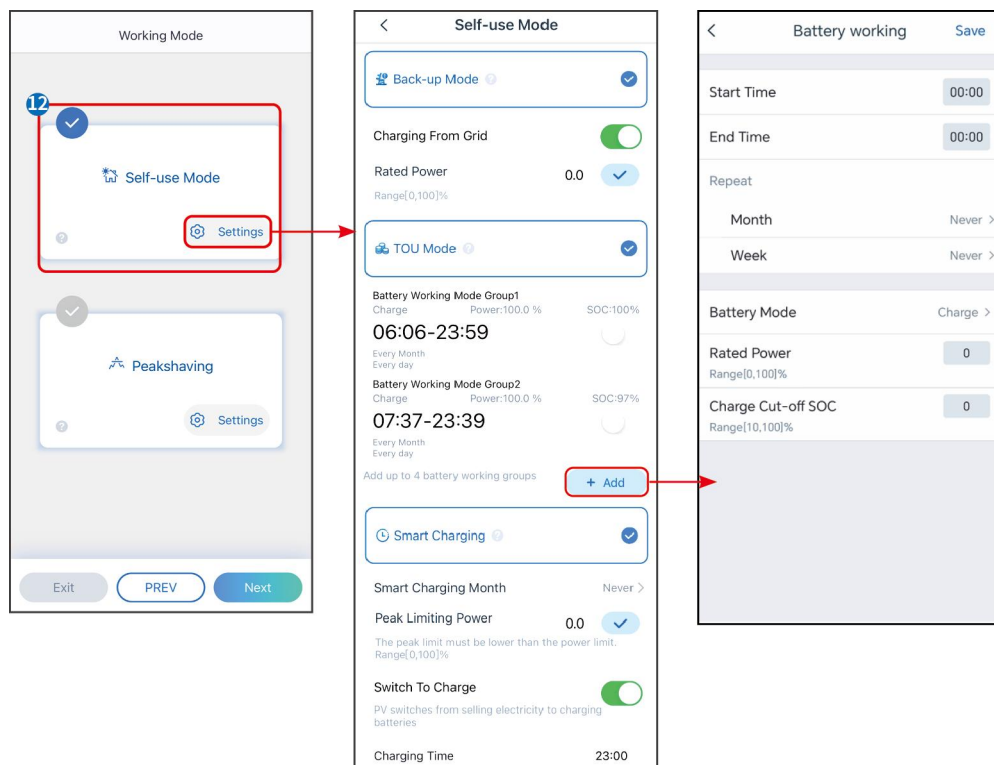 Working Mode
12
Self-use Mode
?
Settings
Peakshaving
?
Settings
Exit
PREV
Next
Self-use Mode
Back-up Mode ?
Charging From Grid
Rated Power 0.0
Range[0,100]%
TOU Mode ?
Battery Working Mode Group1
Charge Power:100.0 % SOC:100%
06:06-23:59
Every Month
Every day
Battery Working Mode Group2
Charge Power:100.0 % SOC:97%
07:37-23:39
Every Month
Every day
Add up to 4 battery working groups
+ Add
Smart Charging ?
Smart Charging Month Never >
Peak Limiting Power 0.0
The peak limit must be lower than the power limit.
Range[0,100]%
Switch To Charge
PV switches from selling electricity to charging
batteries
Charging Time 23:00
< Battery working Save
Start Time 00:00
End Time 00:00
Repeat
Month Never >
Week Never >
Battery Mode Charge >
Rated Power 0
Range[0,100]%
Charge Cut-off SOC 0
Range[10,100]%